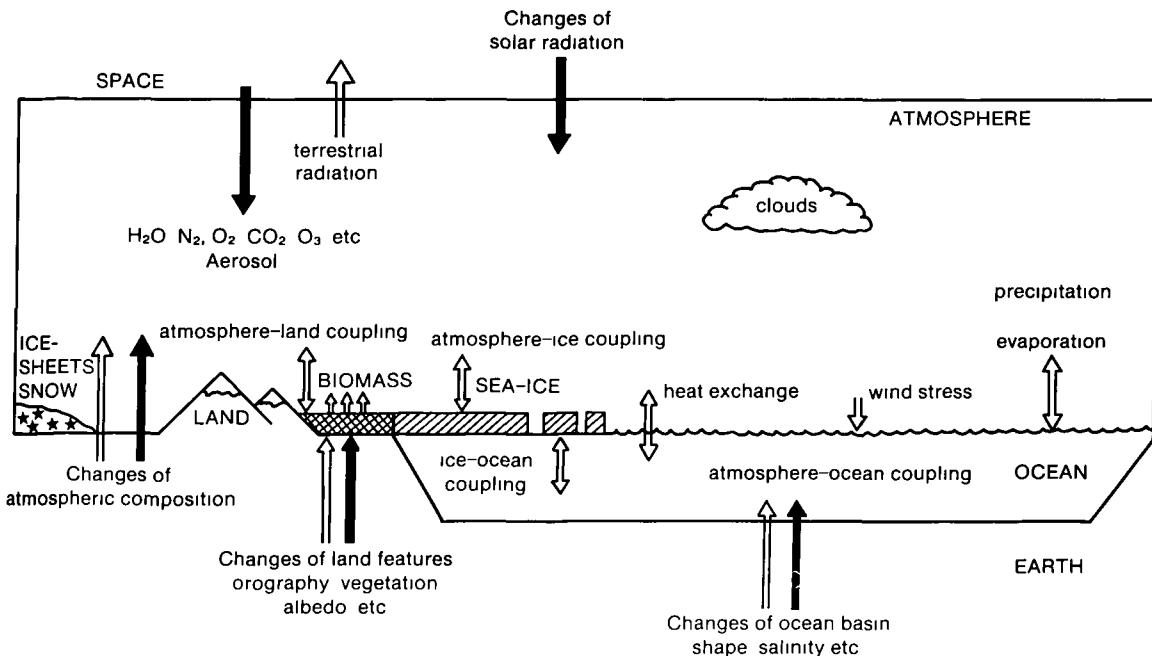 Changes of
solar radiation
SPACE
ATMOSPHERE
terrestrial
radiation
clouds
H₂O N₂, O₂ CO₂ O₃ etc
Aerosol
precipitation
evaporation
atmosphere–land coupling
atmosphere–ice coupling
ICE-
SHEETS
SNOW
BIOMASS
SEA–ICE
heat exchange
wind stress
LAND
ice–ocean
coupling
atmosphere–ocean coupling
OCEAN
Changes of
atmospheric composition
EARTH
Changes of land features
orography vegetation
albedo etc
Changes of ocean basin
shape salinity etc